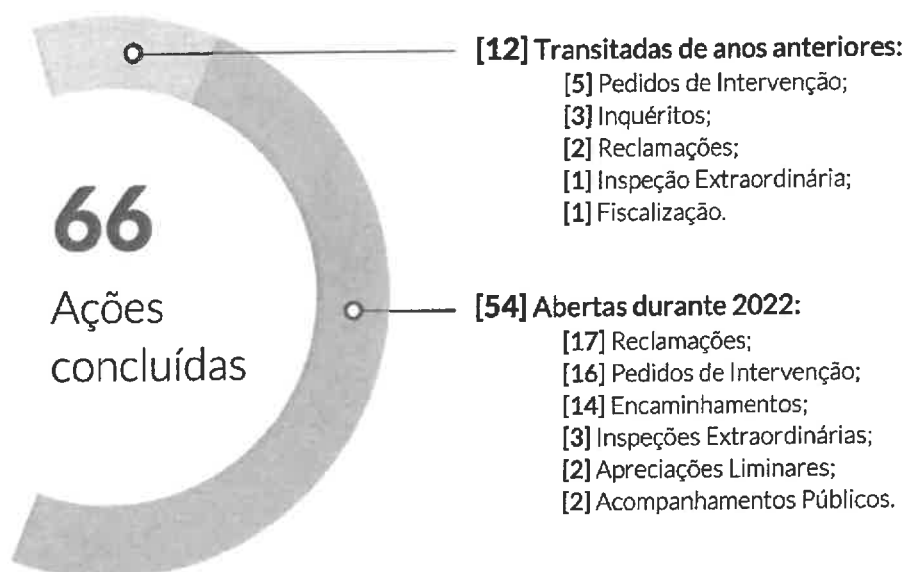 [12] Transitadas de anos anteriores:
[5] Pedidos de Intervenção;
[3] Inquéritos;
[2] Reclamações;
[1] Inspeção Extraordinária;
[1] Fiscalização.
66
Ações
concluídas
[54] Abertas durante 2022:
[17] Reclamações;
[16] Pedidos de Intervenção;
[14] Encaminhamentos;
[3] Inspeções Extraordinárias;
[2] Apreciações Liminares;
[2] Acompanhamentos Públicos.